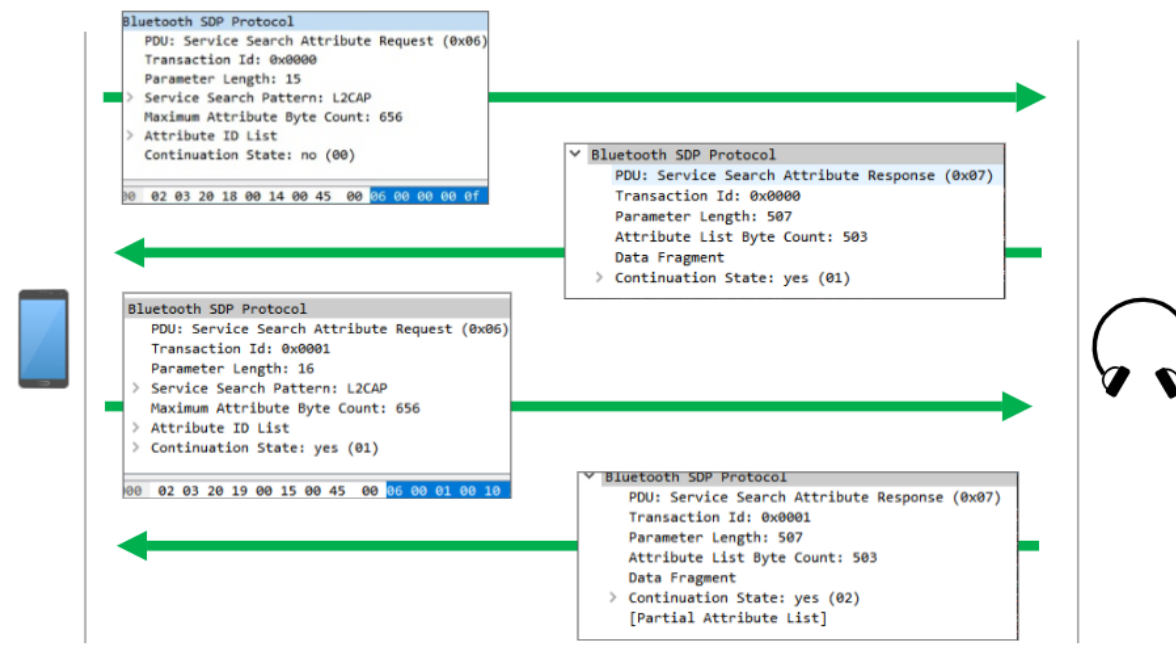 Bluetooth SDP Protocol
PDU: Service Search Attribute Request (0x06)
Transaction Id: 0x0000
Parameter Length: 15
> Service Search Pattern: L2CAP
Maximum Attribute Byte Count: 656
> Attribute ID List
Continuation State: no (00)
02 03 20 18 00 14 00 45 00 06 00 00 00 0f
Bluetooth SDP Protocol
PDU: Service Search Attribute Response (0x07)
Transaction Id: 0x0000
Parameter Length: 507
Attribute List Byte Count: 503
Data Fragment
> Continuation State: yes (01)
Bluetooth SDP Protocol
PDU: Service Search Attribute Request (0x06)
Transaction Id: 0x0001
Parameter Length: 16
> Service Search Pattern: L2CAP
Maximum Attribute Byte Count: 656
> Attribute ID List
> Continuation State: yes (01)
02 03 20 19 00 15 00 45 00 06 00 01 00 10
Bluetooth SDP Protocol
PDU: Service Search Attribute Response (0x07)
Transaction Id: 0x0001
Parameter Length: 507
Attribute List Byte Count: 503
Data Fragment
> Continuation State: yes (02)
[Partial Attribute List]